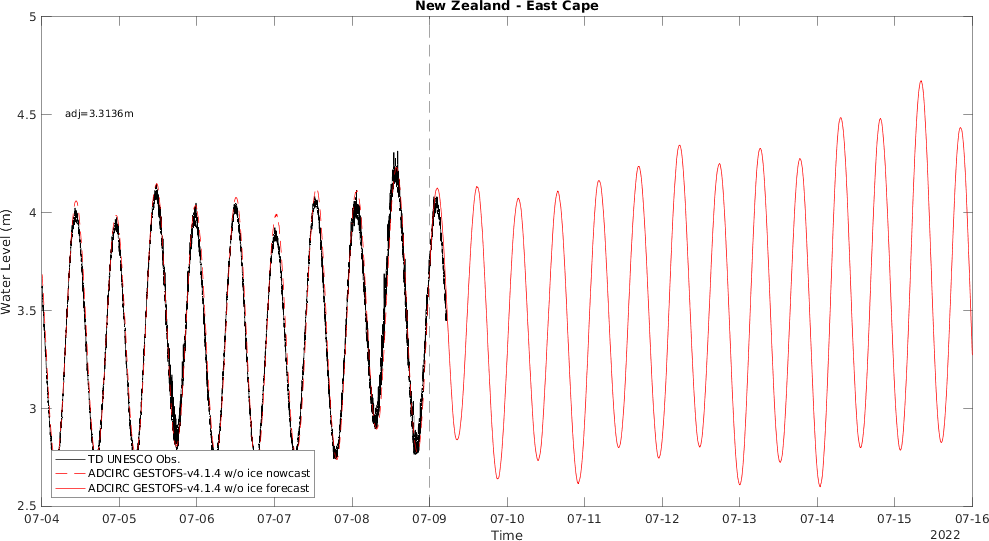 New Zealand - East Cape
5
4.5
4
3.5
3
2.5
Water Level (m)
adj=3.3136m
TD UNESCO Obs.
ADCIRC GESTOFS-v4.1.4 w/o ice nowcast
ADCIRC GESTOFS-v4.1.4 w/o ice forecast
07-04 07-05 07-06 07-07 07-08 07-09 07-10 07-11 07-12 07-13 07-14 07-15 07-16
Time
2022